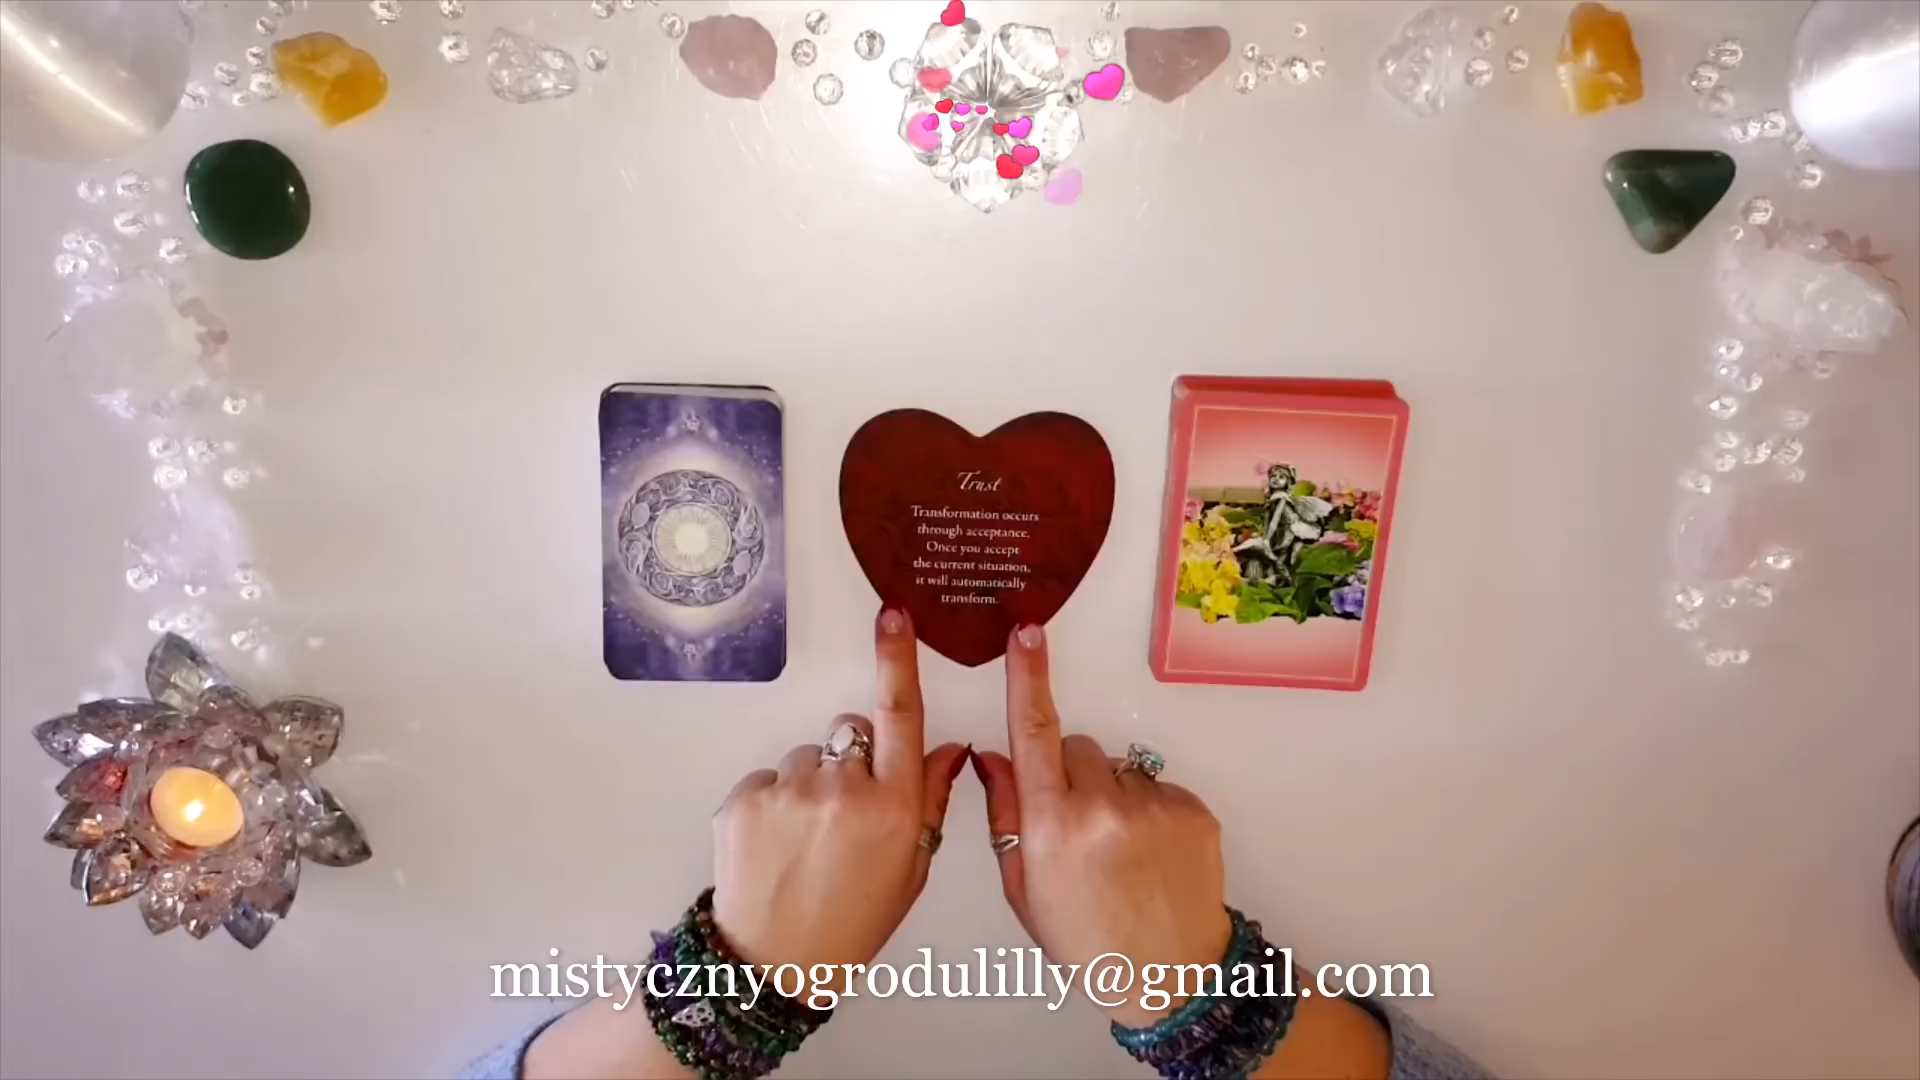 Trust
Transformation occurs
through acceptance.
Once you accept
the current situation,
it will automatically
transform.
mistycznyogrodulilly@gmail.com